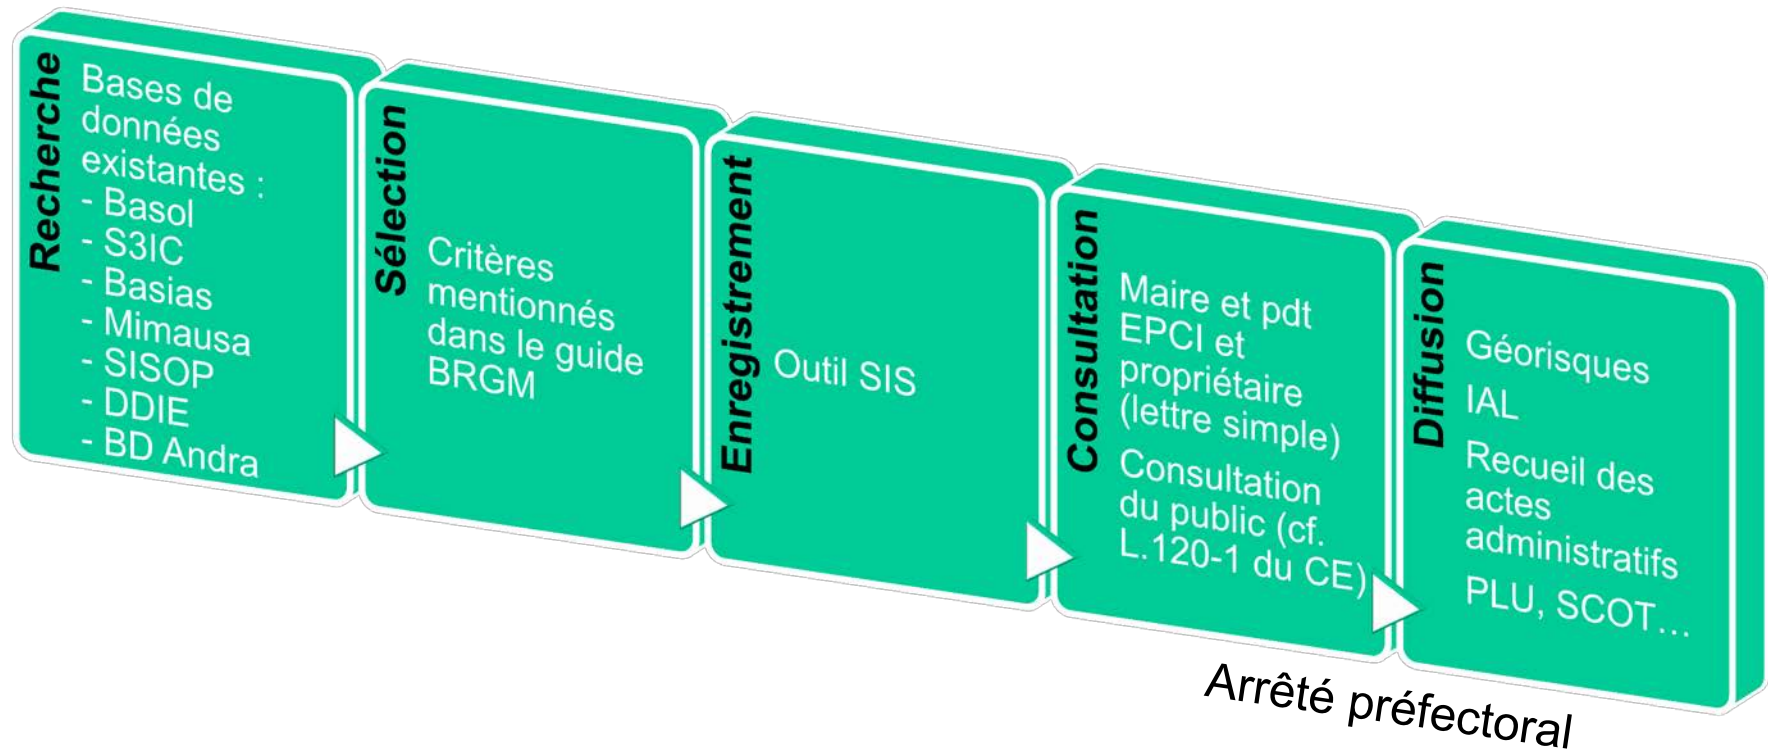 Recherche
Bases de
données
existantes :
- Basol
- S3IC
- Basias
- Mimausa
- SISOP
- DDIE
- BD Andra
Sélection
Critères
mentionnés
dans le guide
BRGM
Enregistrement
Outil SIS
Consultation
Maire et pdt
EPCI et
propriétaire
(lettre simple)
Consultation
du public (cf.
L.120-1 du CE)
Diffusion
Géorisques
IAL
Recueil des
actes
administratifs
PLU, SCOT…
Arrêté préfectoral